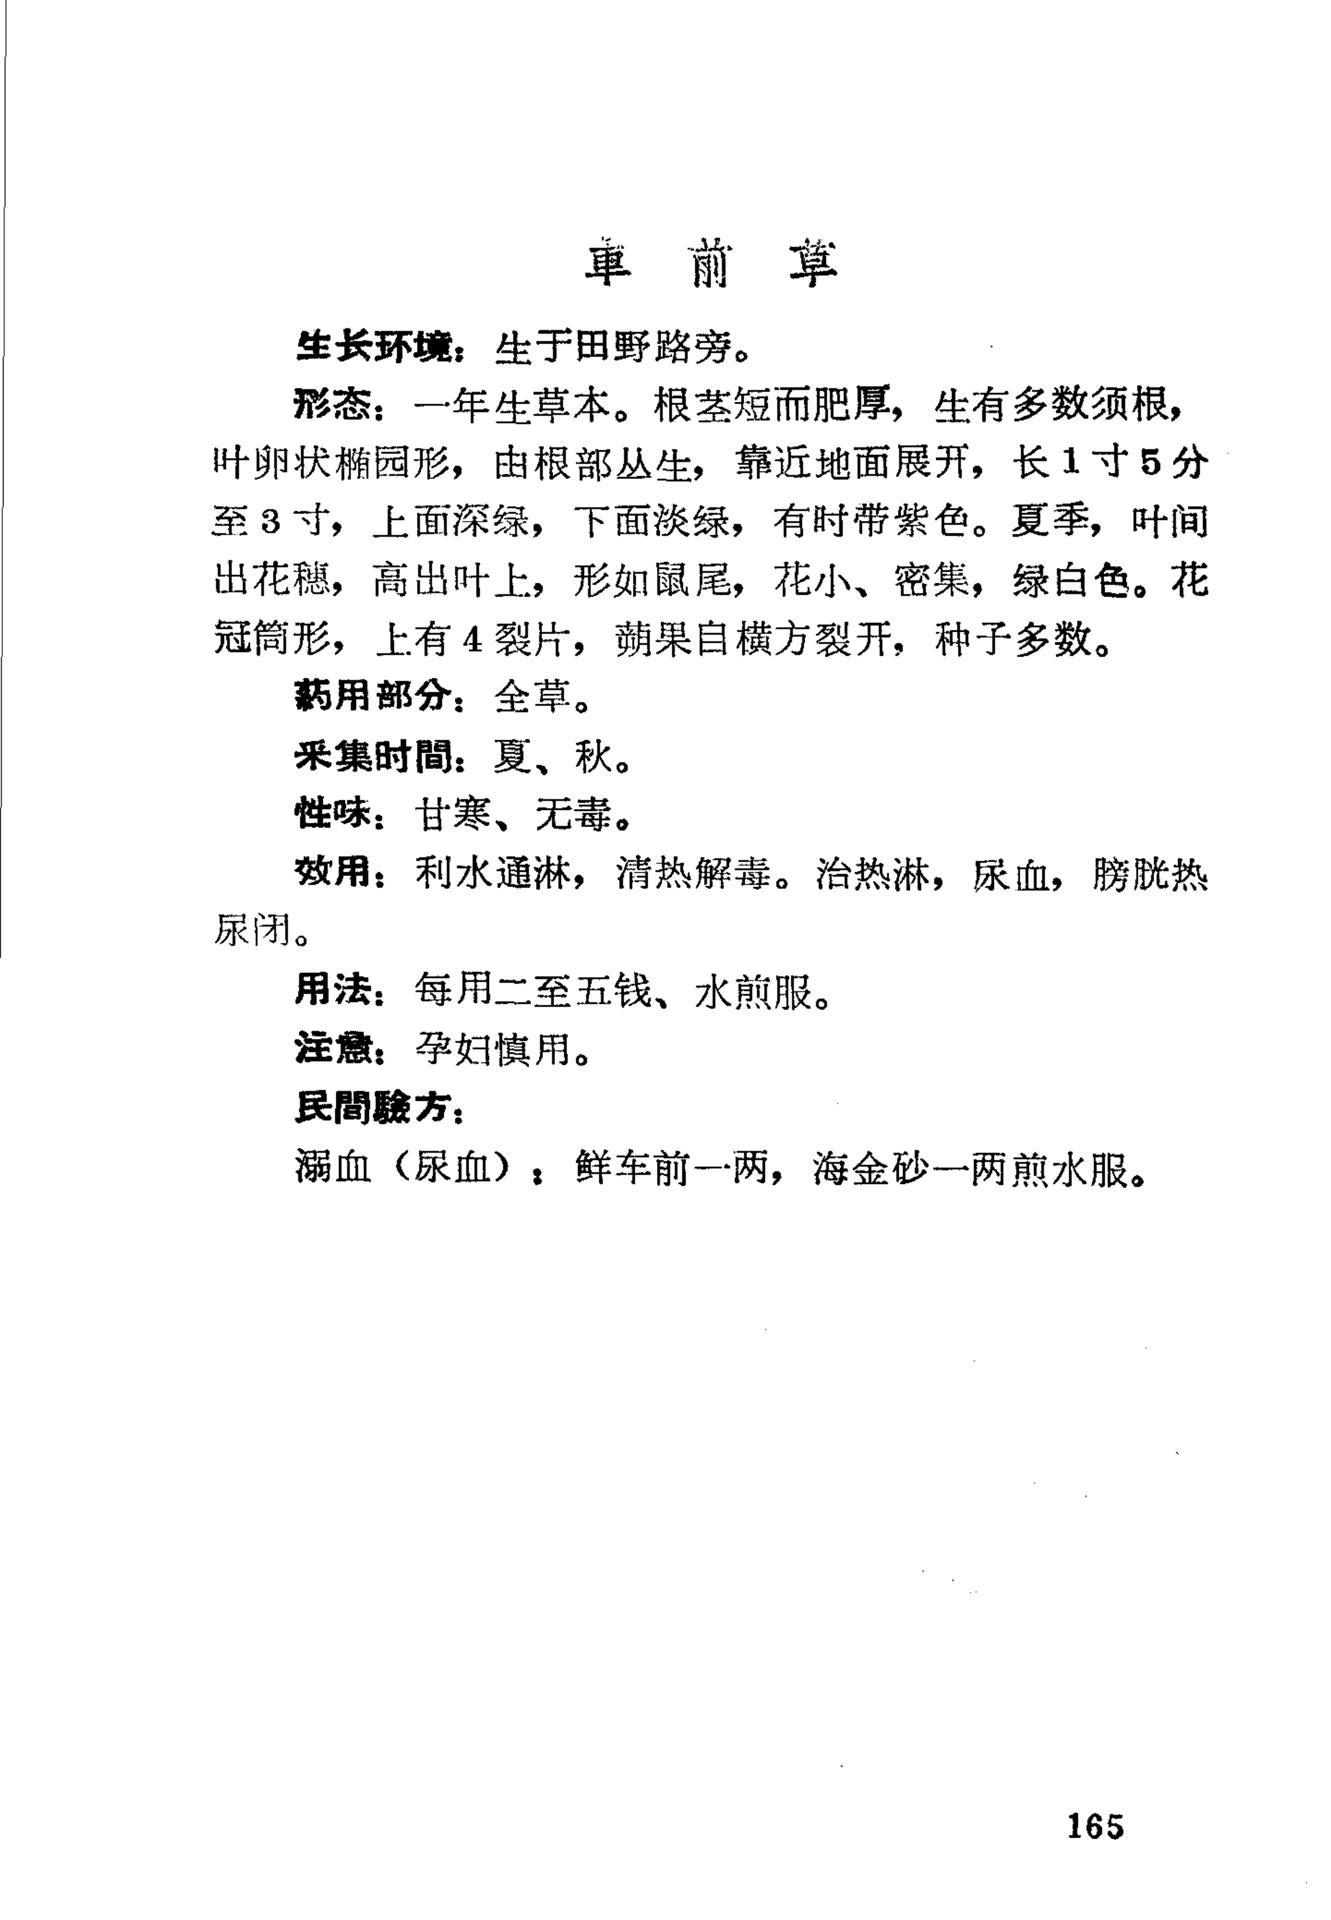 車前草
生长环境：生于田野路旁。
形态：一年生草本。根茎短而肥厚，生有多数须根，
叶卵状椭园形，由根部丛生，靠近地面展开，长1寸5分
至3寸，上面深绿，下面淡绿，有时带紫色。夏季，叶间
出花穗，高出叶上，形如鼠尾，花小、密集，绿白色。花
冠筒形，上有4裂片，蒴果自横方裂开，种子多数。
药用部分：全草。
采集时間：夏、秋。
性味：甘寒、无毒。
效用：利水通淋，清热解毒。治热淋，尿血，膀胱热
尿闭。
用法：每用二至五钱、水煎服。
注意：孕妇慎用。
民間驗方：
溺血（尿血）：鲜车前一两，海金砂一两煎水服。
165